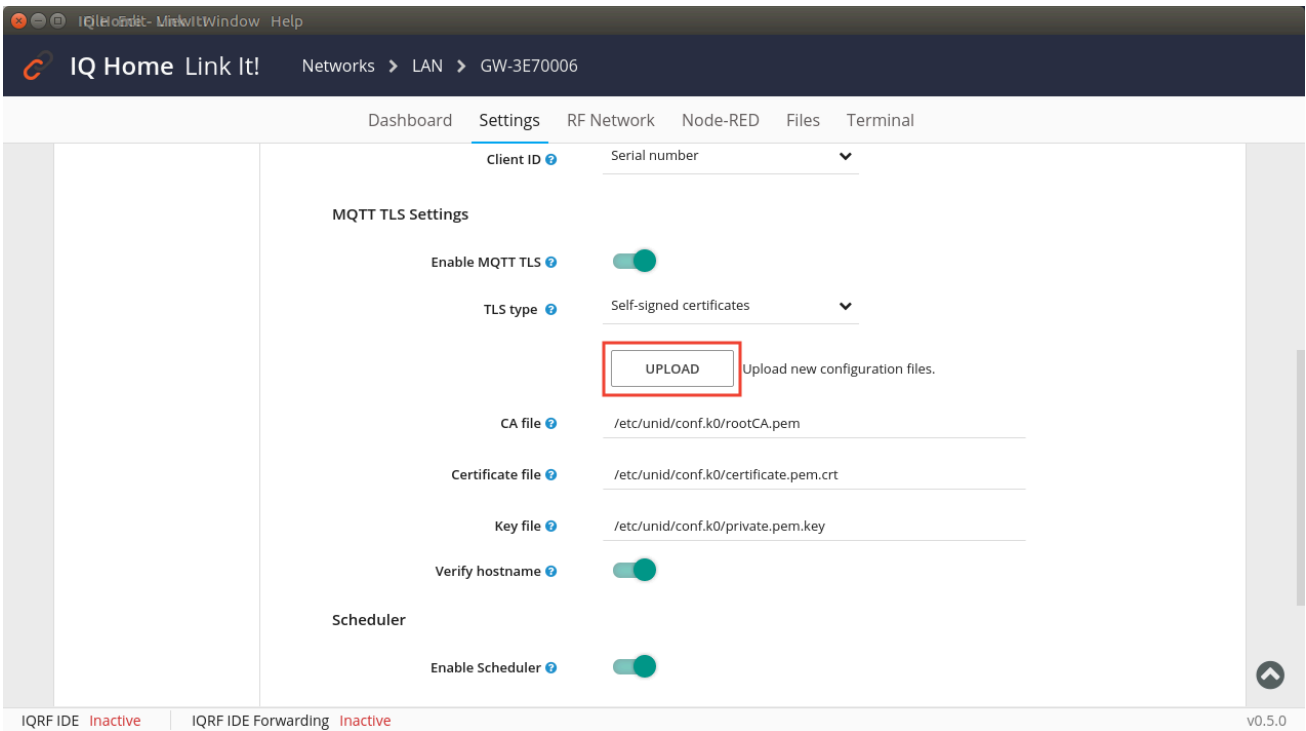 Window Help
IQ Home Link It! Networks LAN GW-3E70006
Dashboard Settings RF Network Node-RED Files Terminal
Client ID Serial number
MQTT TLS Settings
Enable MQTT TLS
TLS type Self-signed certificates
UPLOAD Upload new configuration files.
CA file /etc/unid/conf.k0/rootCA.pem
Certificate file /etc/unid/conf.k0/certificate.pem.crt
Key file /etc/unid/conf.k0/private.pem.key
Verify hostname
Scheduler
Enable Scheduler
IQRF IDE Inactive IQRF IDE Forwarding Inactive v0.5.0